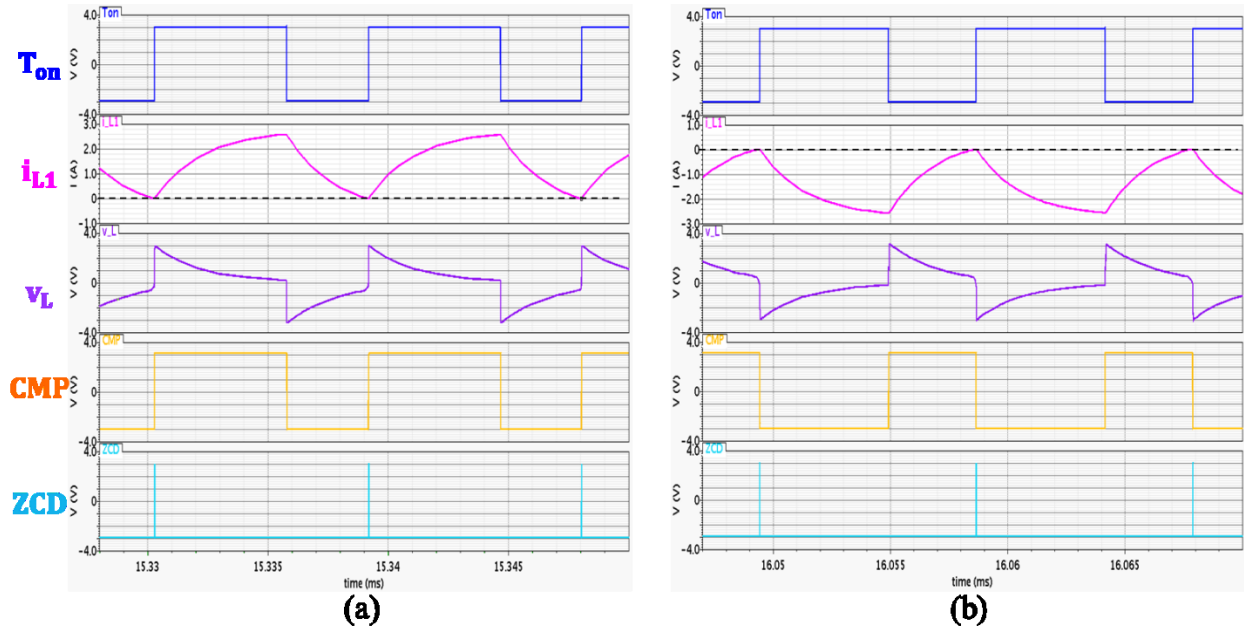 Ton
4.0
0
-4.0
V (V)
Ton
i_L1
3.0
2.0
1.0
0
-1.0
I (V)
iL1
v_L
4.0
0
-4.0
V (V)
vL
CMP
4.0
0
-4.0
V (V)
CMP
ZCD
4.0
0
-4.0
V (V)
ZCD
15.33 15.335 15.34 15.345
time (ms)
(a)
Ton
4.0
0
-4.0
V (V)
i_L1
1.0
0
-1.0
-2.0
-3.0
I (V)
v_L
4.0
0
-4.0
V (V)
CMP
4.0
0
-4.0
V (V)
ZCD
4.0
0
-4.0
V (V)
16.05 16.055 16.06 16.065
time (ms)
(b)